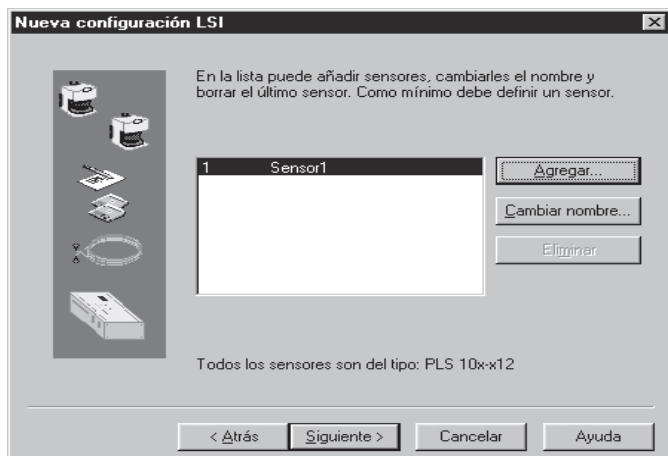 Nueva configuración LSI
En la lista puede añadir sensores, cambiarles el nombre y
borrar el último sensor. Como mínimo debe definir un sensor.
1 Sensor1
Agregar...
Cambiar nombre...
Eliminar
Todos los sensores son del tipo: PLS 10x-x12
< Atrás
Siguiente >
Cancelar
Ayuda